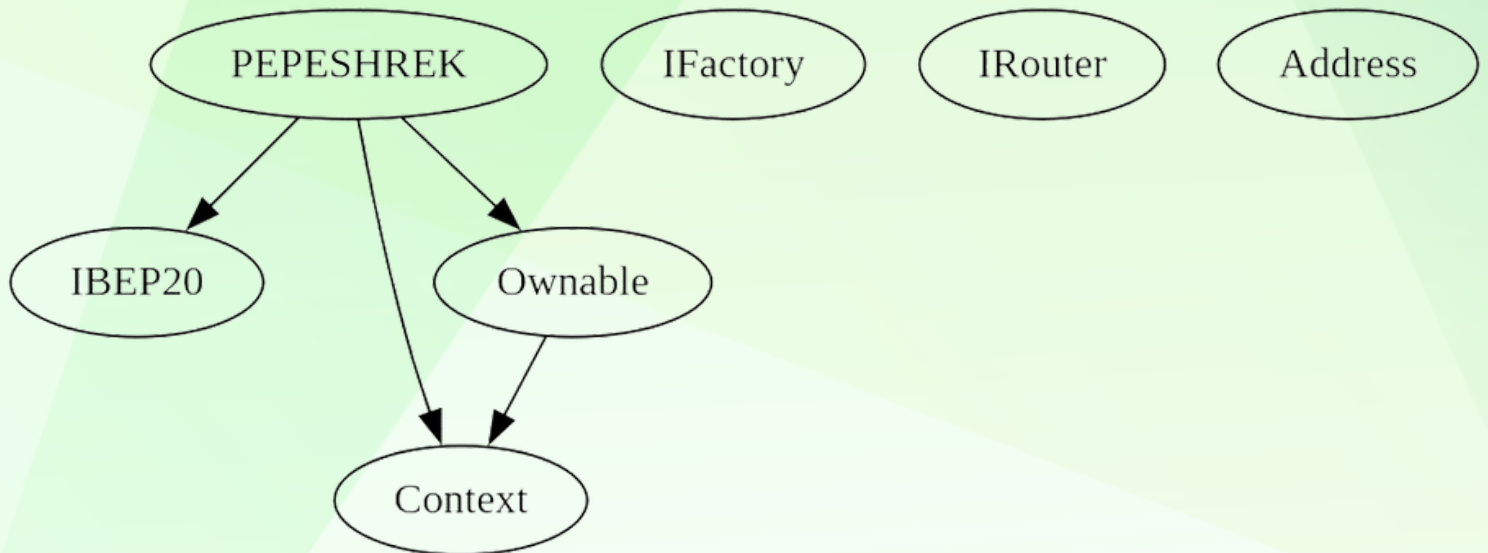 PEPESHREK
IFactory
IRouter
Address
IBEP20
Ownable
Context